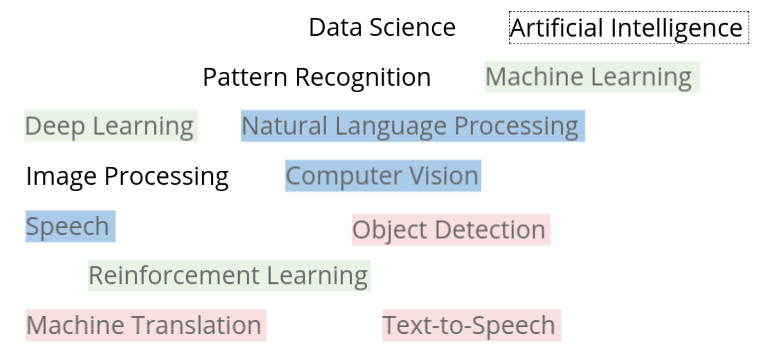 Data Science Artificial Intelligence
Pattern Recognition Machine Learning
Deep Learning Natural Language Processing
Image Processing Computer Vision
Speech Object Detection
Reinforcement Learning
Machine Translation Text-to-Speech